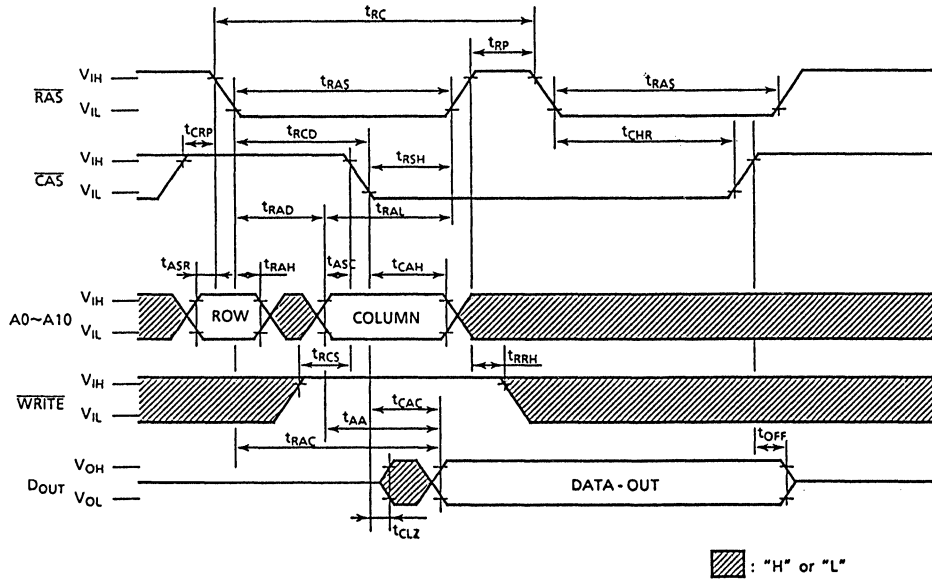 tRC
tRP
VIH
RAS
VIL
tRAS
tRAS
tCRP
tRCD
tCHR
VIH
CAS
VIL
tRSH
tRAD
tRAL
tASR
tRAH
tASC
tCAH
VIH
A0~A10
VIL
ROW
COLUMN
tRCS
tRRH
VIH
WRITE
VIL
tCAC
tAA
tRAC
tOFF
VOH
DOUT
VOL
DATA - OUT
tCLZ
: "H" or "L"